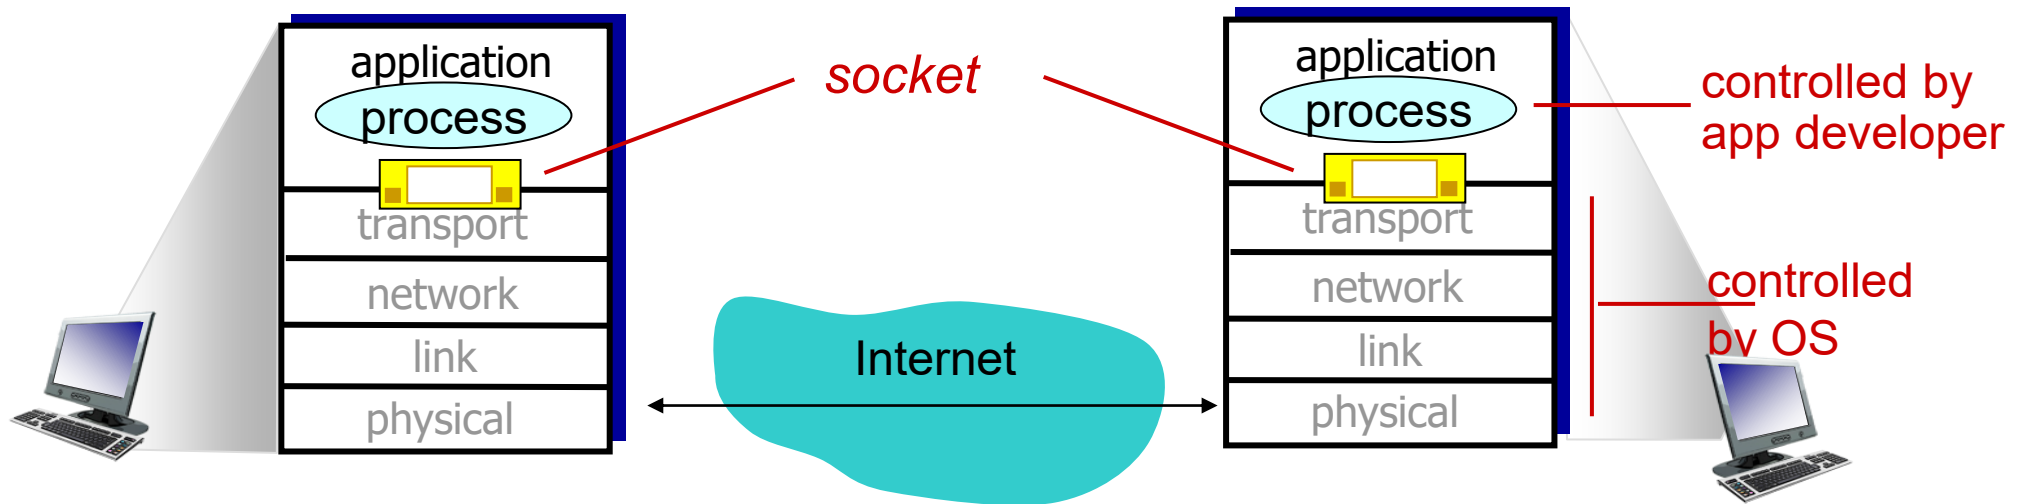 application
process
transport
network
link
physical
socket
Internet
application
process
transport
network
link
physical
controlled by
app developer
controlled
by OS